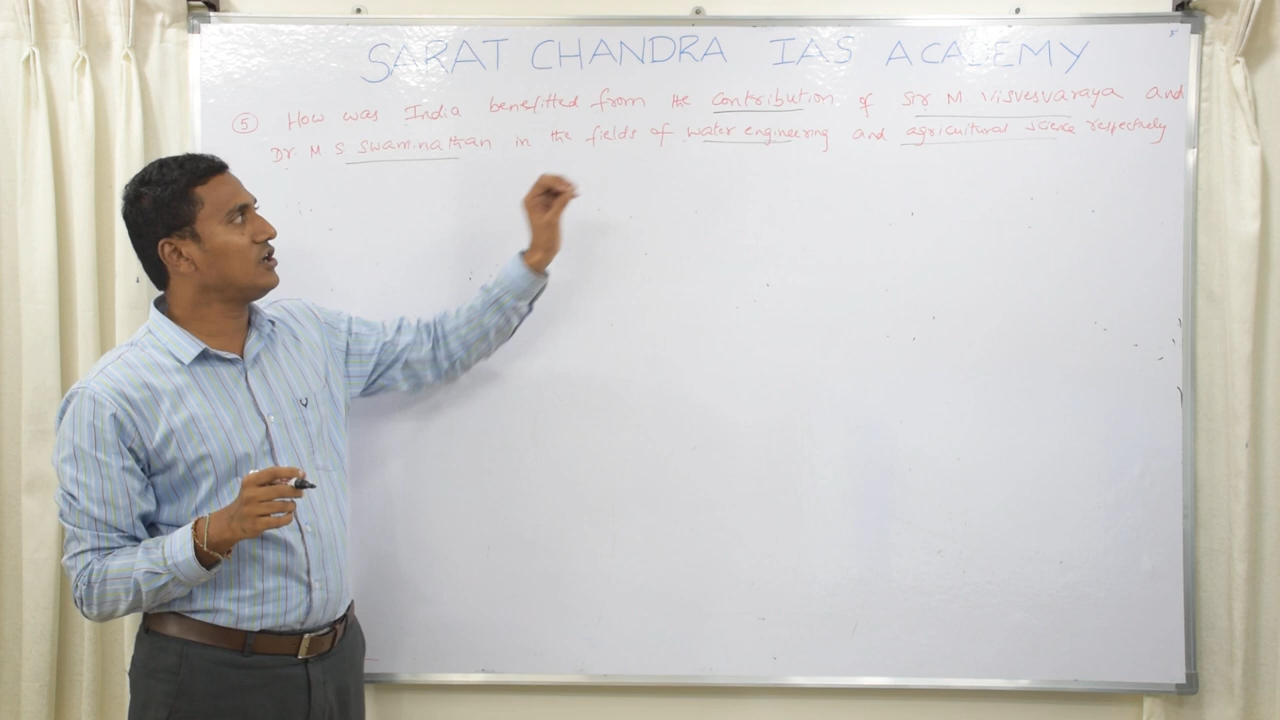 SARAT CHANDRA IAS ACADEMY
5 How was India benefitted from the contribution of Sir M Visvesvaraya and
Dr. M S Swaminathan in the fields of water engineering and agricultural science respectively